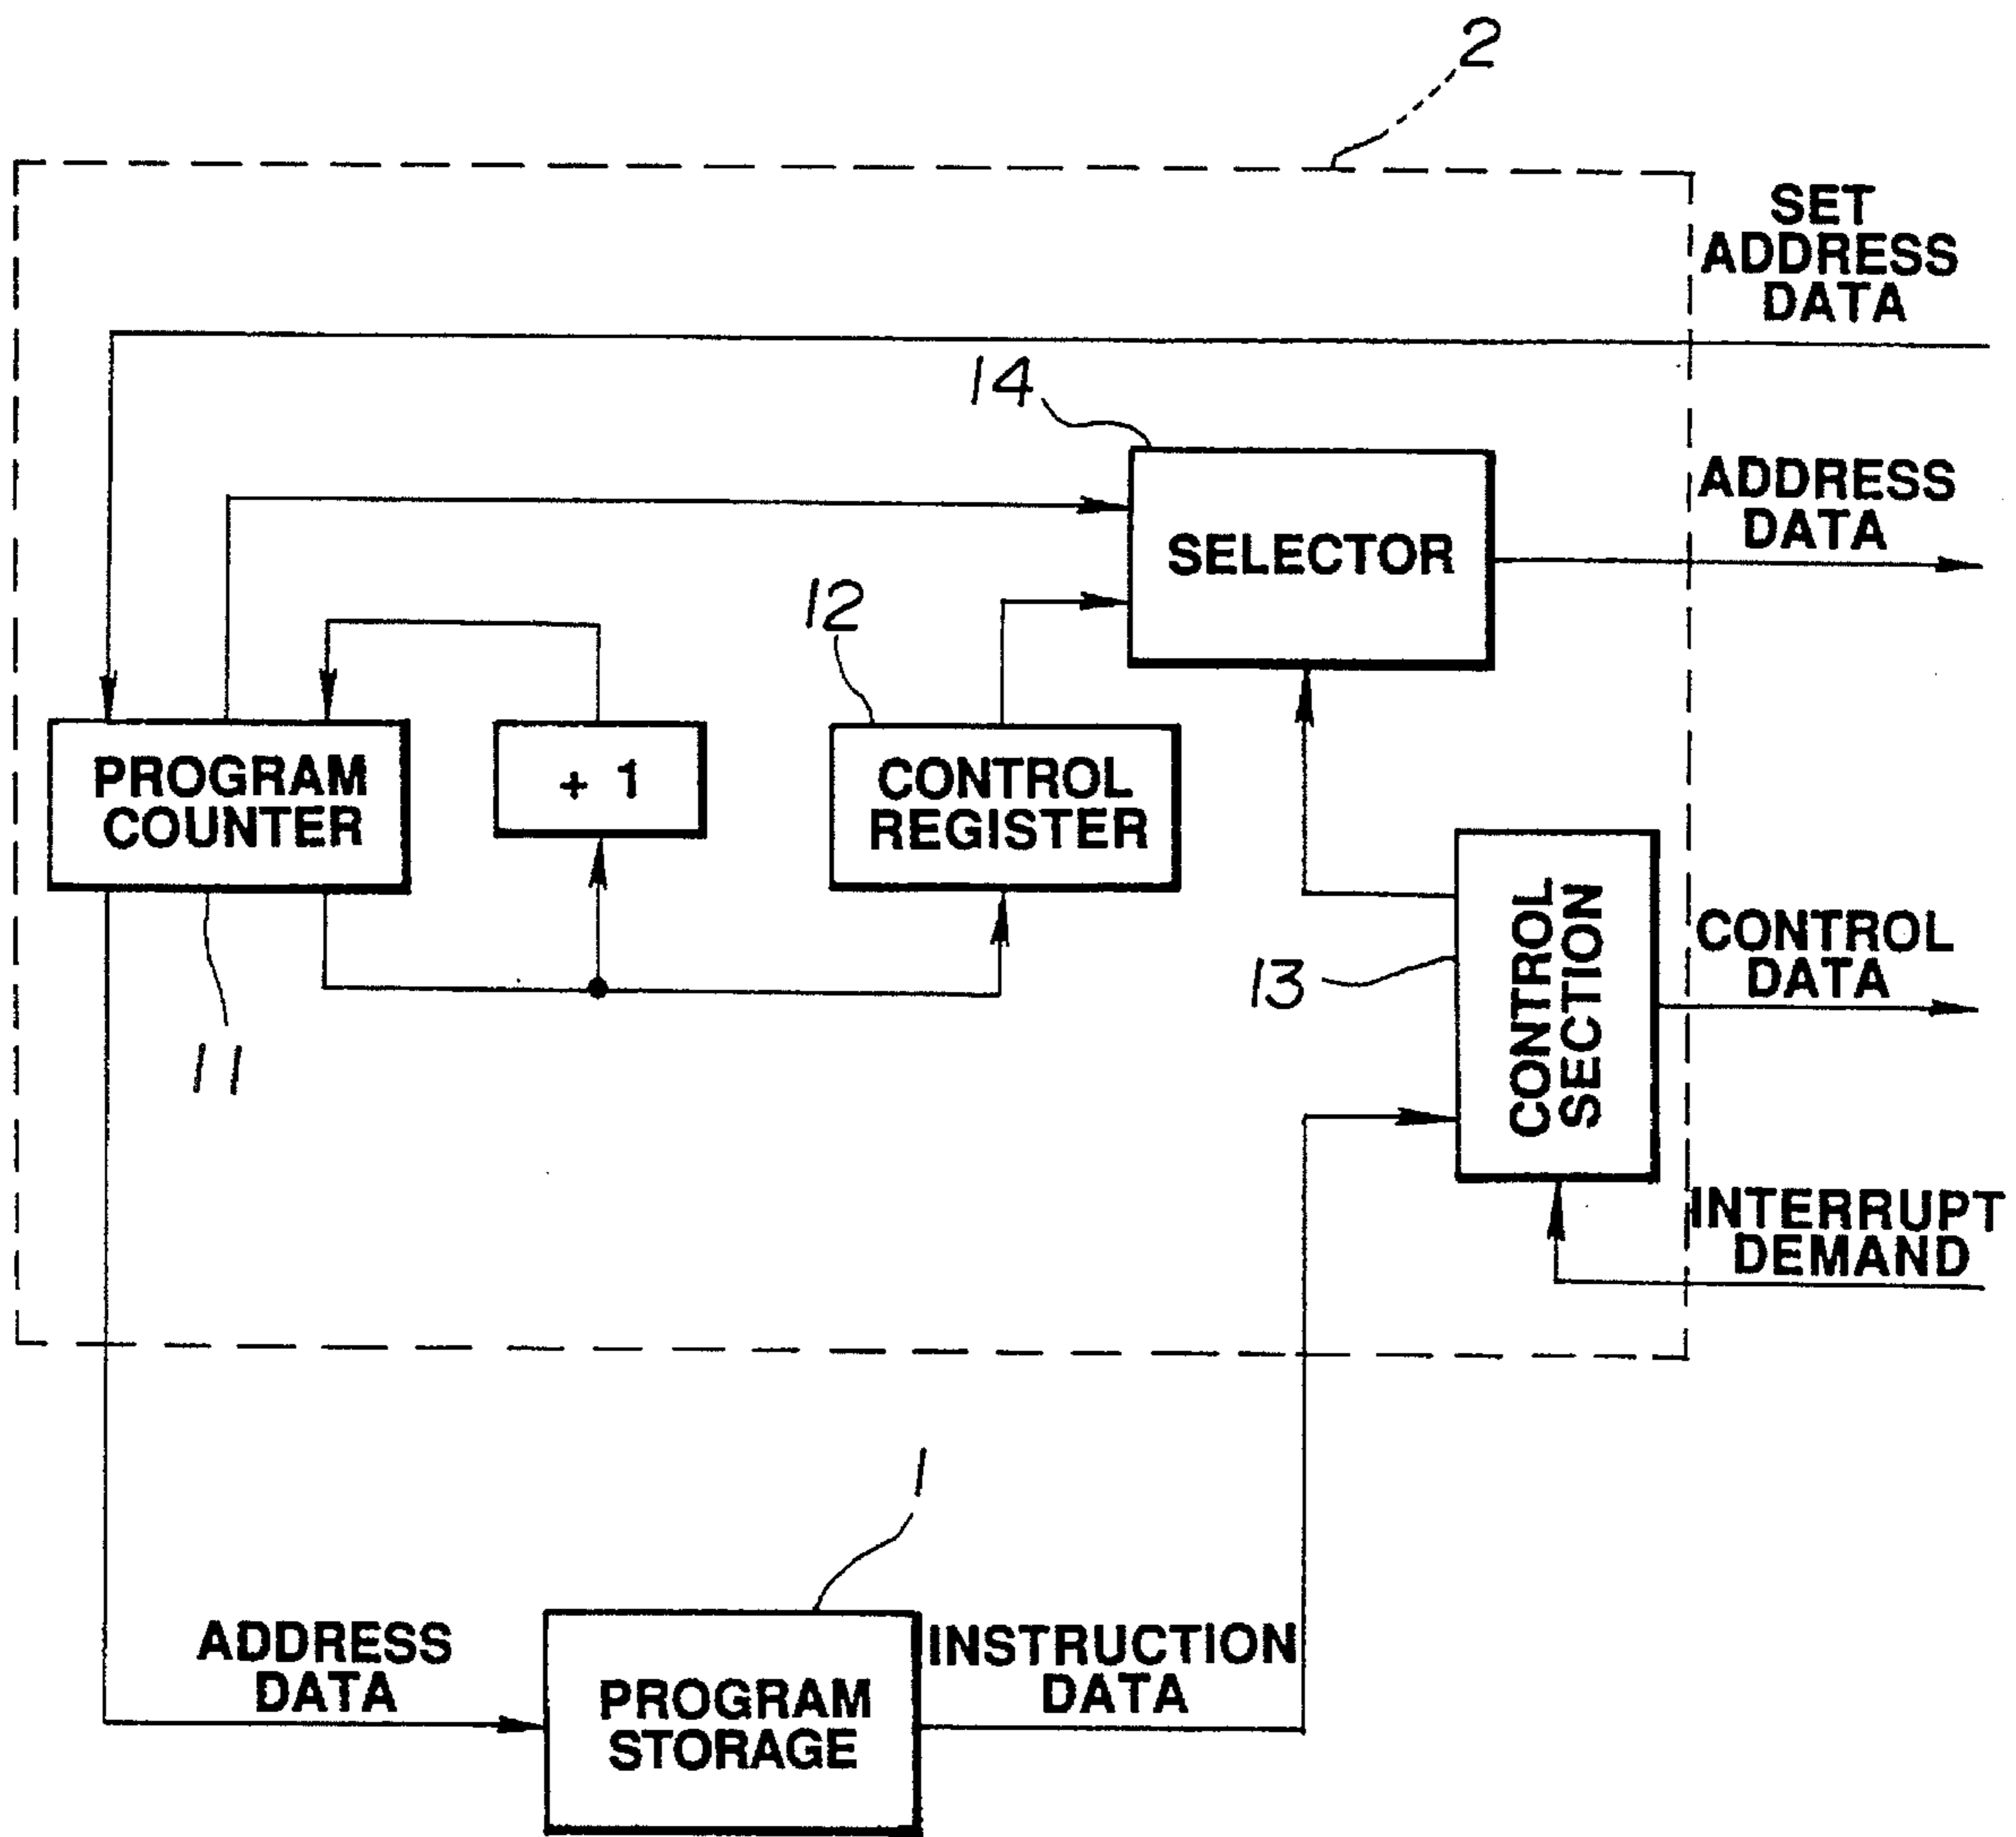 2
SET
ADDRESS
DATA
14
ADDRESS
DATA
SELECTOR
12
PROGRAM
COUNTER
+ 1
CONTROL
REGISTER
CONTROL
SECTION
13
CONTROL
DATA
11
INTERRUPT
DEMAND
1
ADDRESS
DATA
INSTRUCTION
DATA
PROGRAM
STORAGE